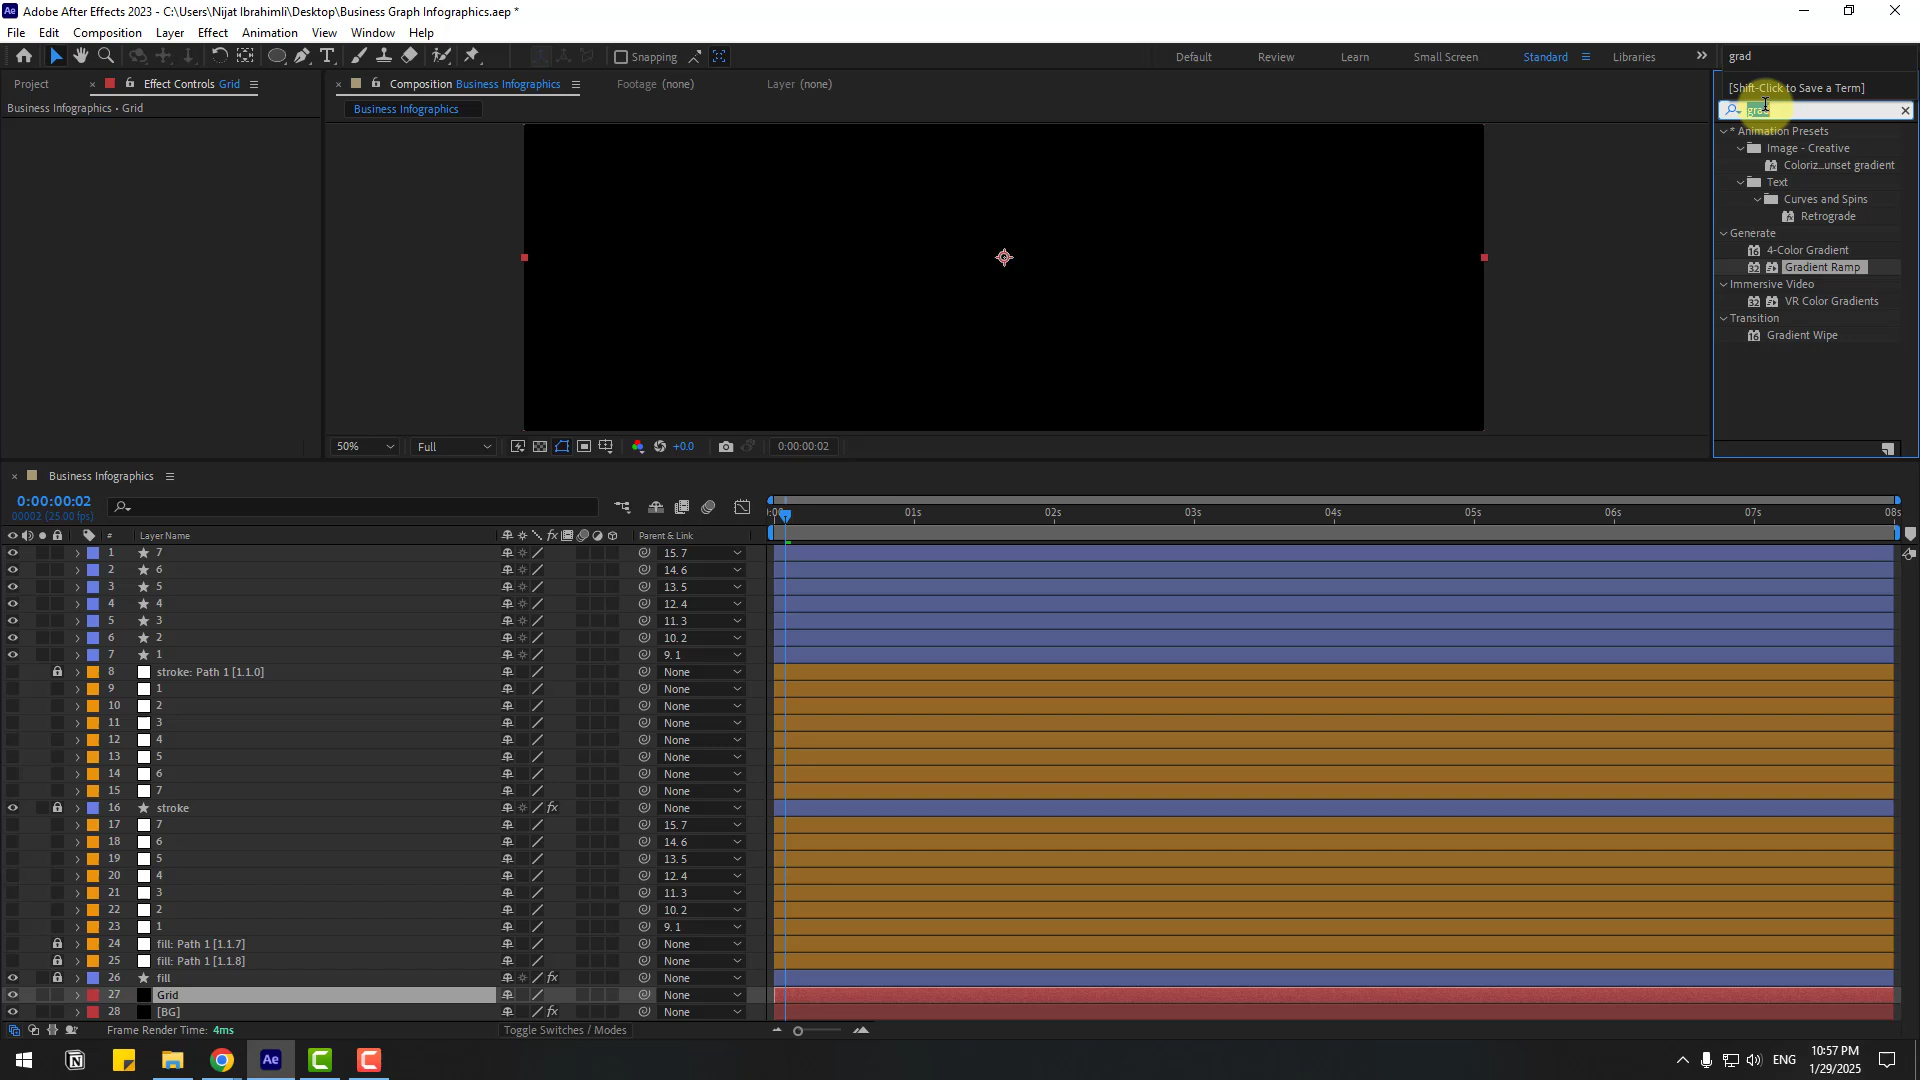 Adobe After Effects 2023 - C:\Users\Nijat Ibrahimli\Desktop\Business Graph Infographics.aep *
File Edit Composition Layer Effect Animation View Window Help
Snapping Default Review Learn Small Screen Standard Libraries grad
Project Effect Controls Grid Composition Business Infographics Footage (none) Layer (none)
[Shift-Click to Save a Term]
Business Infographics • Grid Business Infographics
* Animation Presets
Image - Creative
Coloriz...unset gradient
Text
Curves and Spins
Retrograde
Generate
4-Color Gradient
Gradient Ramp
Immersive Video
VR Color Gradients
Transition
Gradient Wipe
50% Full +0.0 0:00:00:02
Business Infographics
0:00:00:02
00002 (25.00 fps)
:00 01s 02s 03s 04s 05s 06s 07s 08s
# Layer Name fx Parent & Link
1 7 15. 7
2 6 14. 6
3 5 13. 5
4 4 12. 4
5 3 11. 3
6 2 10. 2
7 1 9. 1
8 stroke: Path 1 [1.1.0] None
9 1 None
10 2 None
11 3 None
12 4 None
13 5 None
14 6 None
15 7 None
16 stroke fx None
17 7 15. 7
18 6 14. 6
19 5 13. 5
20 4 12. 4
21 3 11. 3
22 2 10. 2
23 1 9. 1
24 fill: Path 1 [1.1.7] None
25 fill: Path 1 [1.1.8] None
26 fill fx None
27 Grid None
28 [BG] fx None
Frame Render Time: 4ms Toggle Switches / Modes
ENG 10:57 PM
1/29/2025